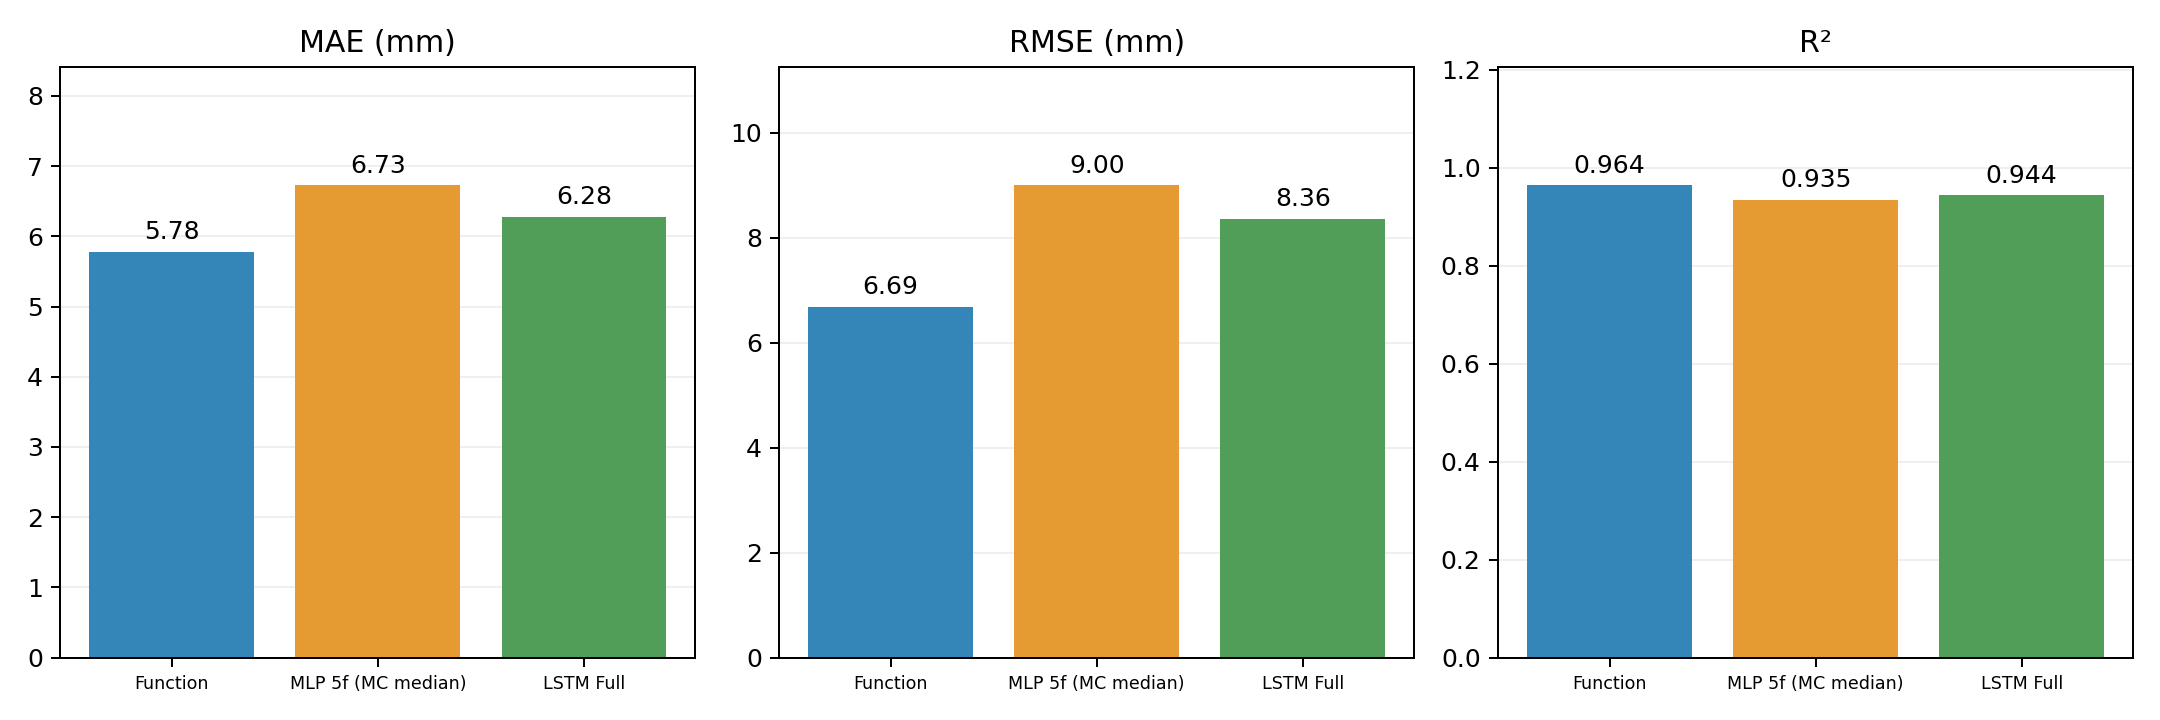 MAE (mm)
8
7
6
5
4
3
2
1
0
5.78
6.73
6.28
Function
MLP 5f (MC median)
LSTM Full
RMSE (mm)
10
8
6
4
2
0
6.69
9.00
8.36
Function
MLP 5f (MC median)
LSTM Full
R²
1.2
1.0
0.8
0.6
0.4
0.2
0.0
0.964
0.935
0.944
Function
MLP 5f (MC median)
LSTM Full